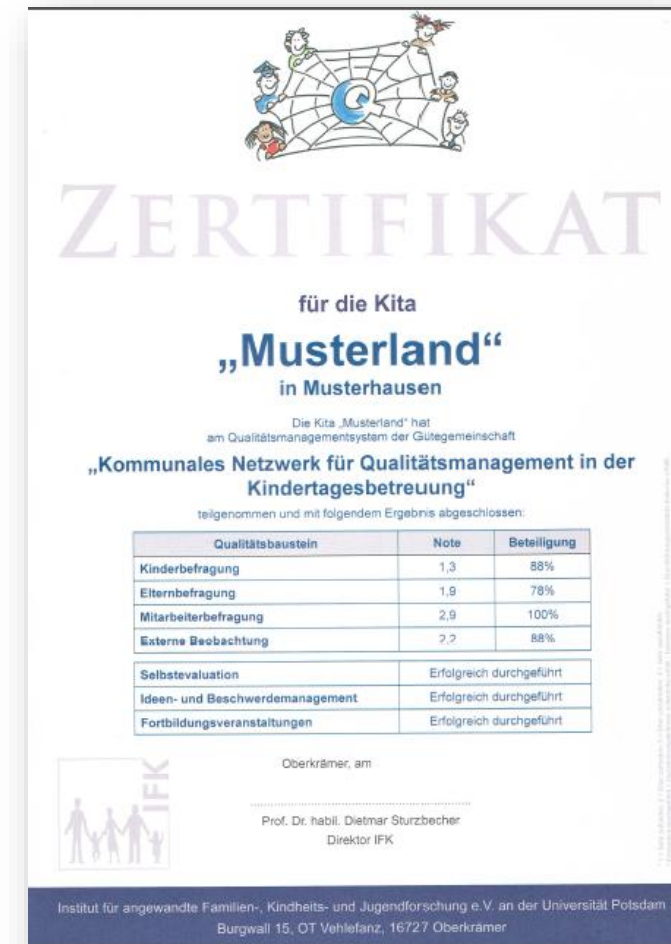 Q
ZERTIFIKAT
für die Kita
„Musterland“
in Musterhausen
Die Kita „Musterland“ hat
am Qualitätsmanagementsystem der Gütegemeinschaft
„Kommunales Netzwerk für Qualitätsmanagement in der
Kindertagesbetreuung“
teilgenommen und mit folgendem Ergebnis abgeschlossen:
Qualitätsbaustein Note Beteiligung
Kinderbefragung 1,3 88%
Elternbefragung 1,9 78%
Mitarbeiterbefragung 2,9 100%
Externe Beobachtung 2,2 88%
Selbstevaluation Erfolgreich durchgeführt
Ideen- und Beschwerdemanagement Erfolgreich durchgeführt
Fortbildungsveranstaltungen Erfolgreich durchgeführt
IFK
Oberkrämer, am
Prof. Dr. habil. Dietmar Sturzbecher
Direktor IFK
Institut für angewandte Familien-, Kindheits- und Jugendforschung e.V. an der Universität Potsdam
Burgwall 15, OT Vehlefanz, 16727 Oberkrämer